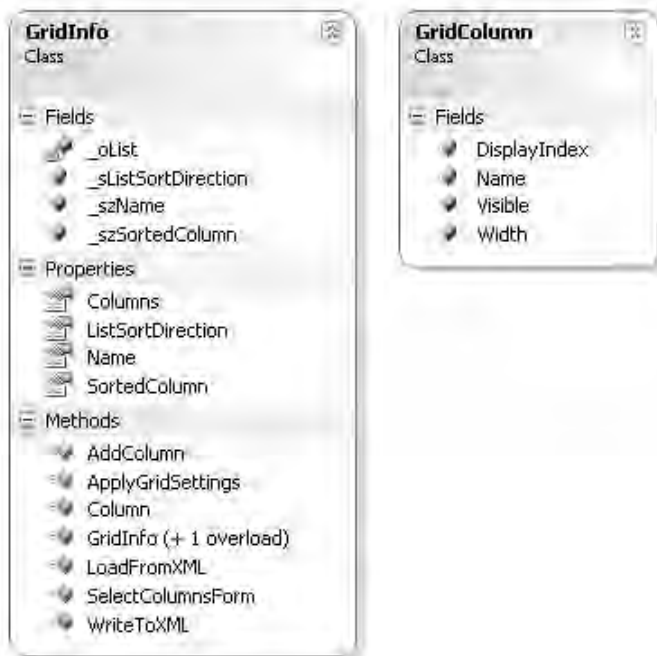 GridInfo
Class
Fields
_oList
_sListSortDirection
_szName
_szSortedColumn
Properties
Columns
ListSortDirection
Name
SortedColumn
Methods
AddColumn
ApplyGridSettings
Column
GridInfo (+ 1 overload)
LoadFromXML
SelectColumnsForm
WriteToXML
GridColumn
Class
Fields
DisplayIndex
Name
Visible
Width